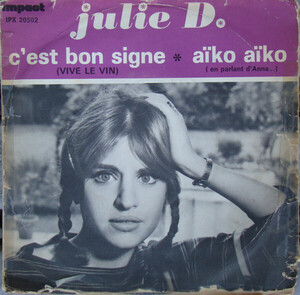 impact
IPX 20502
julie D.
c'est bon signe * aïko aïko
(VIVE LE VIN) (en parlant d'Anna...)